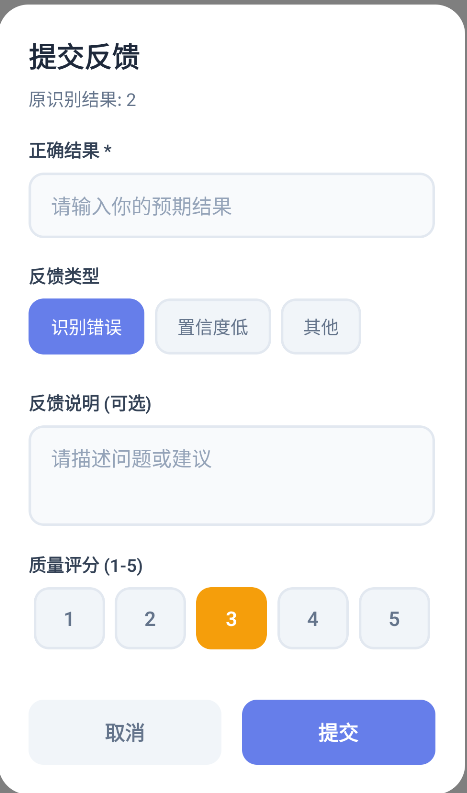 提交反馈
原识别结果: 2
正确结果 *
请输入你的预期结果
反馈类型
识别错误 置信度低 其他
反馈说明 (可选)
请描述问题或建议
质量评分 (1-5)
1 2 3 4 5
取消 提交